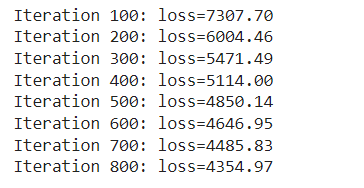 Iteration 100: loss=7307.70
Iteration 200: loss=6004.46
Iteration 300: loss=5471.49
Iteration 400: loss=5114.00
Iteration 500: loss=4850.14
Iteration 600: loss=4646.95
Iteration 700: loss=4485.83
Iteration 800: loss=4354.97